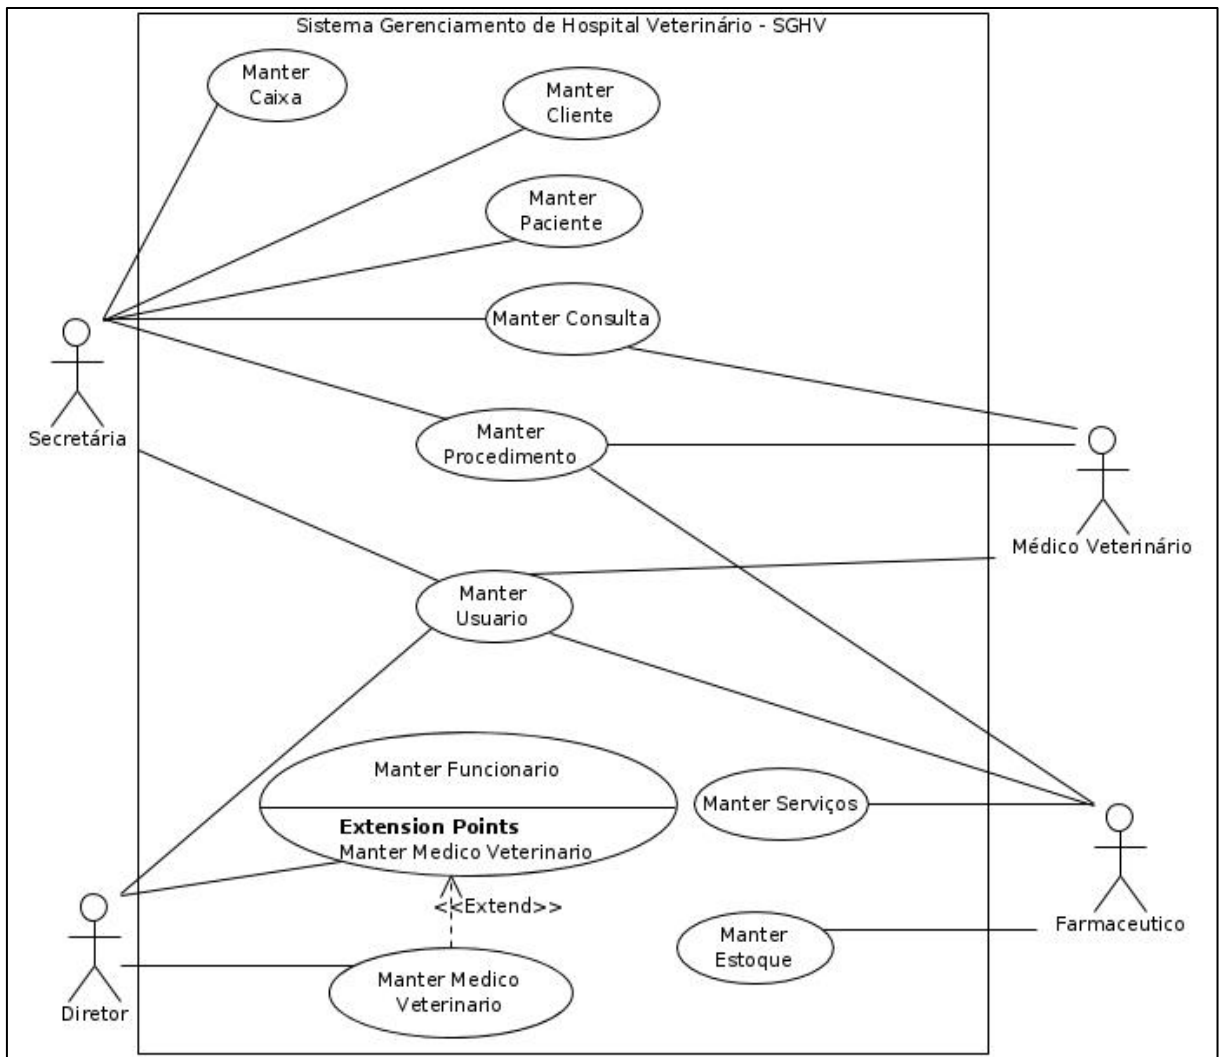 Sistema Gerenciamento de Hospital Veterinário - SGHV
Manter
Caixa
Manter
Cliente
Manter
Paciente
Manter Consulta
Secretária
Manter
Procedimento
Médico Veterinário
Manter
Usuario
Manter Funcionario
Extension Points
Manter Medico Veterinario
Manter Serviços
<<Extend>>
Farmaceutico
Manter
Estoque
Manter Medico
Veterinario
Diretor